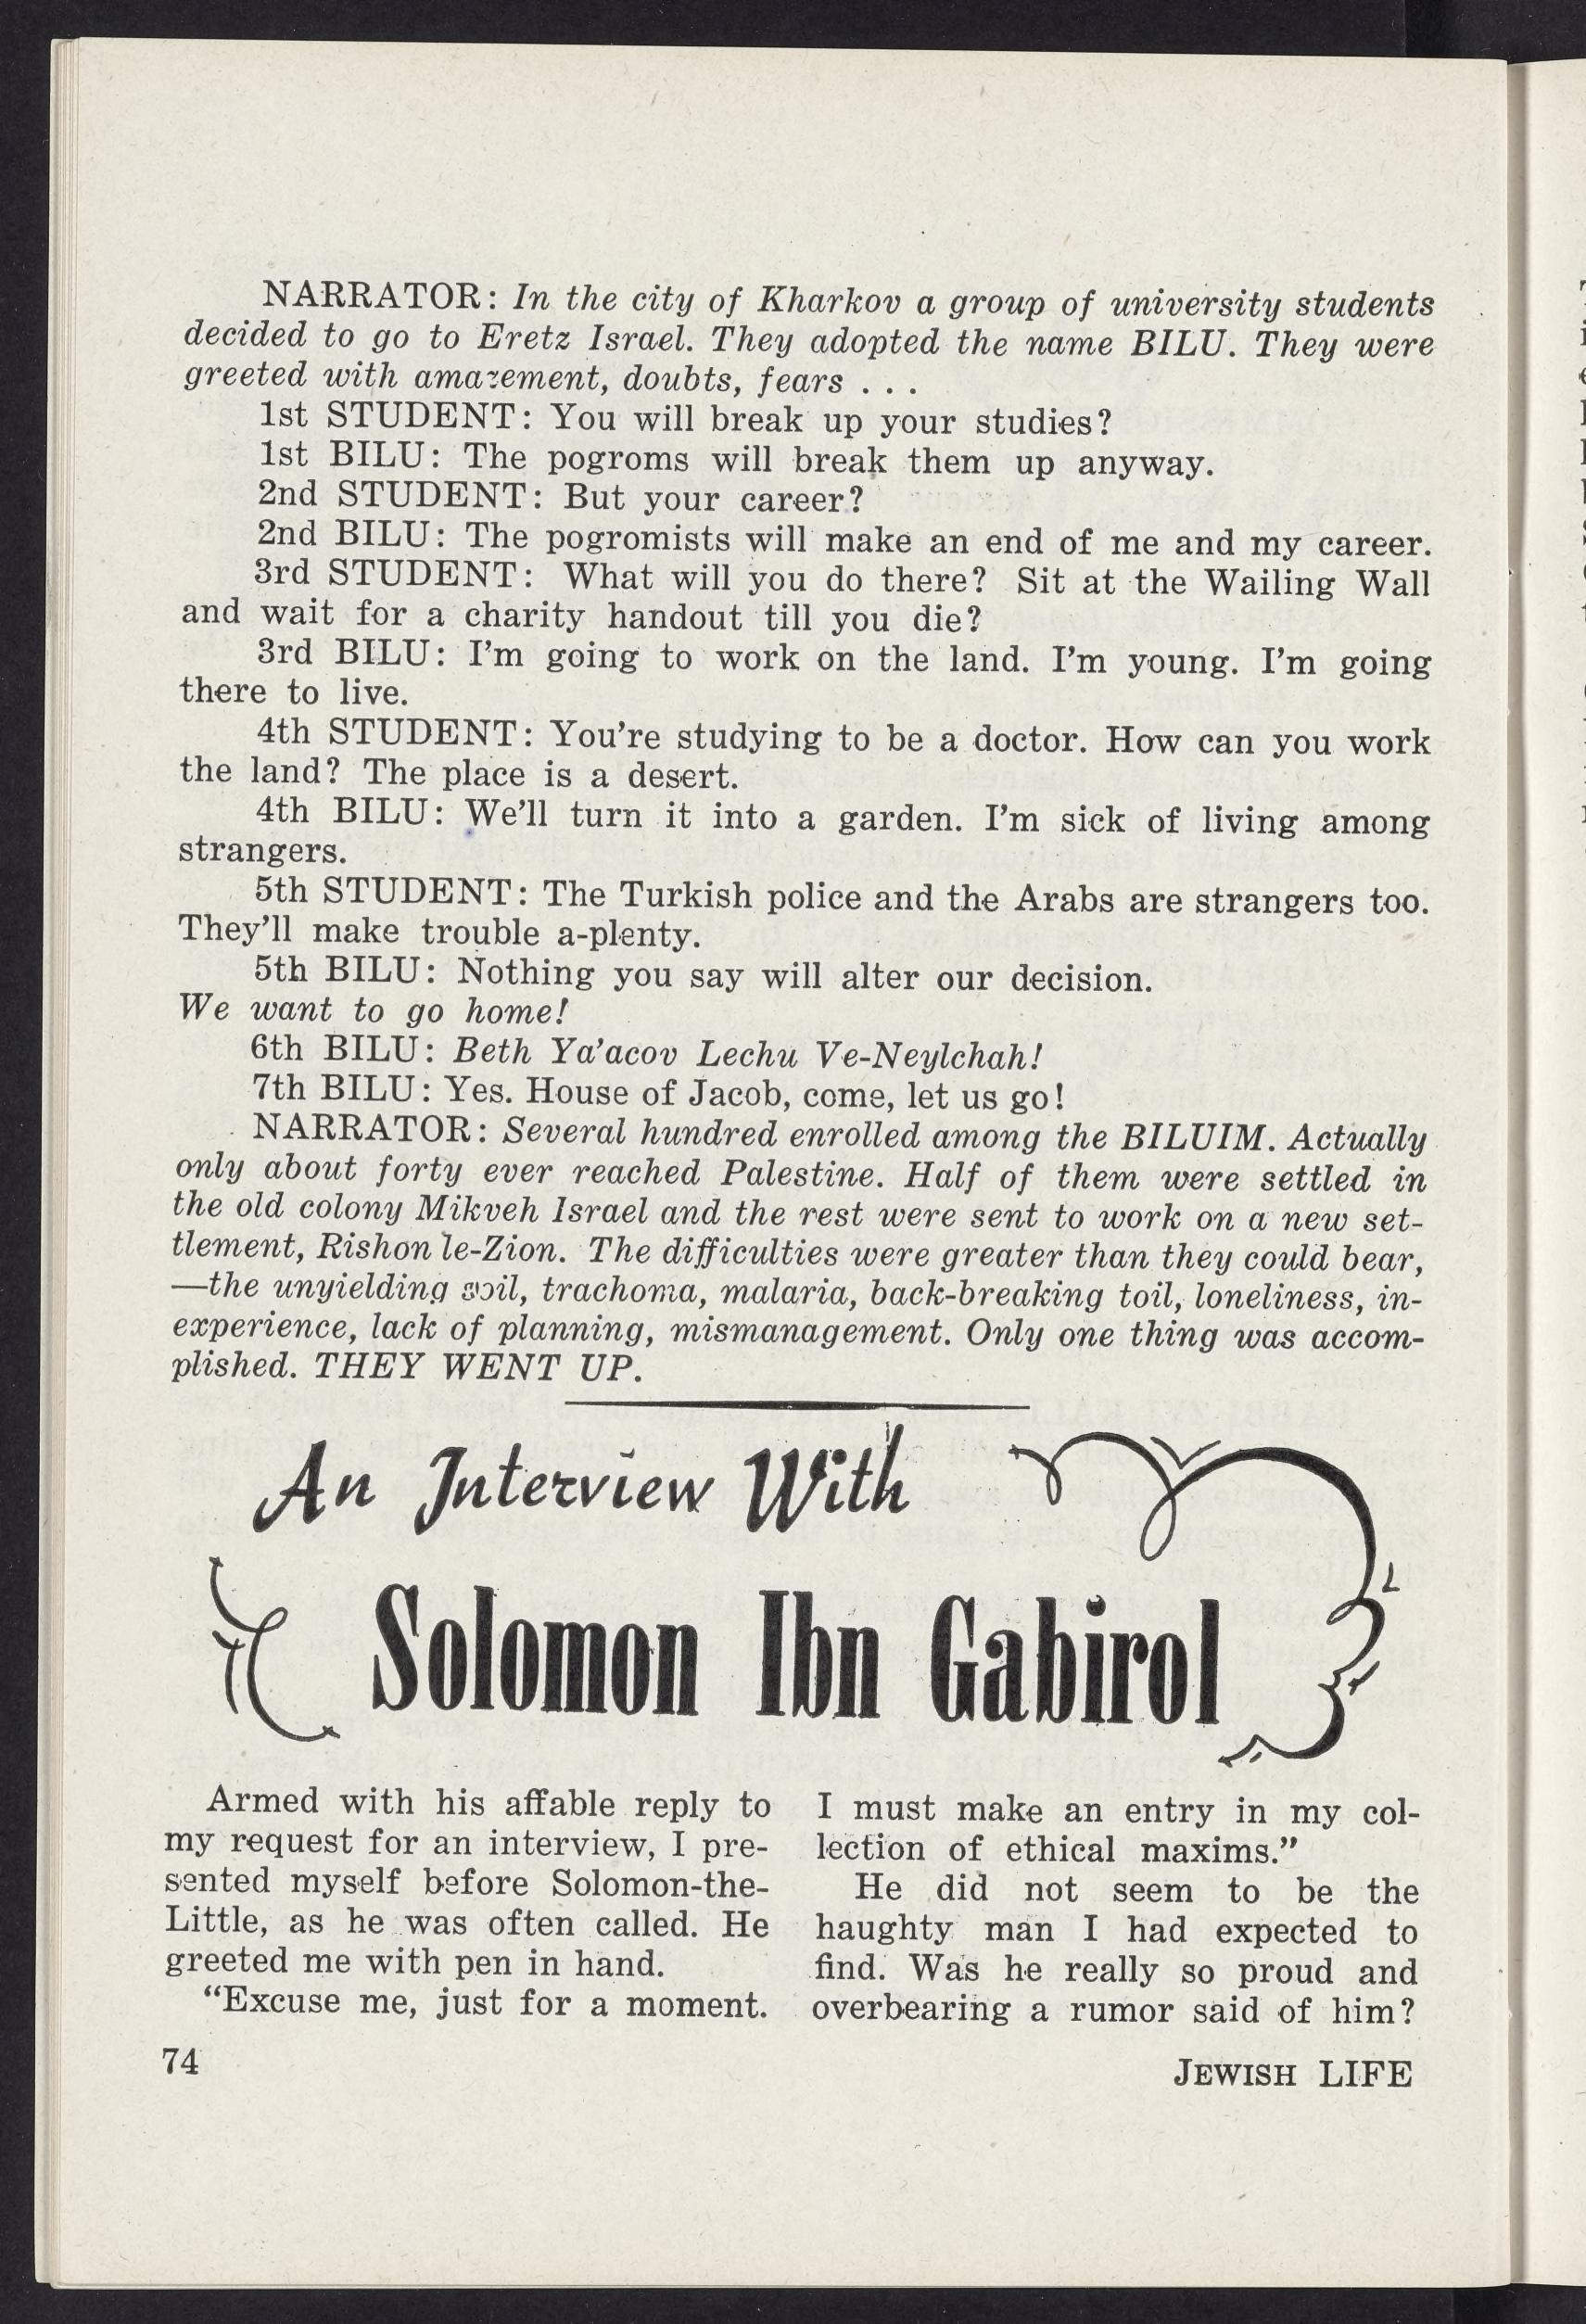 NARRATOR: In the city of Kharkov a group of university students
decided to go to Eretz Israel. They adopted the name BILU. They were
greeted with amazement, doubts, fears . . .
1st STUDENT: You will break up your studies?
1st BILU: The pogroms will break them up anyway.
2nd STUDENT: But your career?
2nd BILU: The pogromists will make an end of me and my career.
3rd STUDENT: What will you do there? Sit at the Wailing Wall
and wait for a charity handout till you die?
3rd BILU: I'm going to work on the land. I'm young. I'm going
there to live.
4th STUDENT: You're studying to be a doctor. How can you work
the land? The place is a desert.
4th BILU: We'll turn it into a garden. I'm sick of living among
strangers.
5th STUDENT: The Turkish police and the Arabs are strangers too.
They'll make trouble a-plenty.
5th BILU: Nothing you say will alter our decision.
We want to go home!
6th BILU: Beth Ya'acov Lechu Ve-Neylchah!
7th BILU: Yes. House of Jacob, come, let us go!
NARRATOR: Several hundred enrolled among the BILUIM. Actually
only about forty ever reached Palestine. Half of them were settled in
the old colony Mikveh Israel and the rest were sent to work on a new set-
tlement, Rishon le-Zion. The difficulties were greater than they could bear,
—the unyielding soil, trachoma, malaria, back-breaking toil, loneliness, in-
experience, lack of planning, mismanagement. Only one thing was accom-
plished. THEY WENT UP.
An Interview With
Solomon Ibn Gabirol
Armed with his affable reply to
my request for an interview, I pre-
sented myself before Solomon-the-
Little, as he was often called. He
greeted me with pen in hand.
"Excuse me, just for a moment.
I must make an entry in my col-
lection of ethical maxims."
He did not seem to be the
haughty man I had expected to
find. Was he really so proud and
overbearing a rumor said of him?
74
JEWISH LIFE